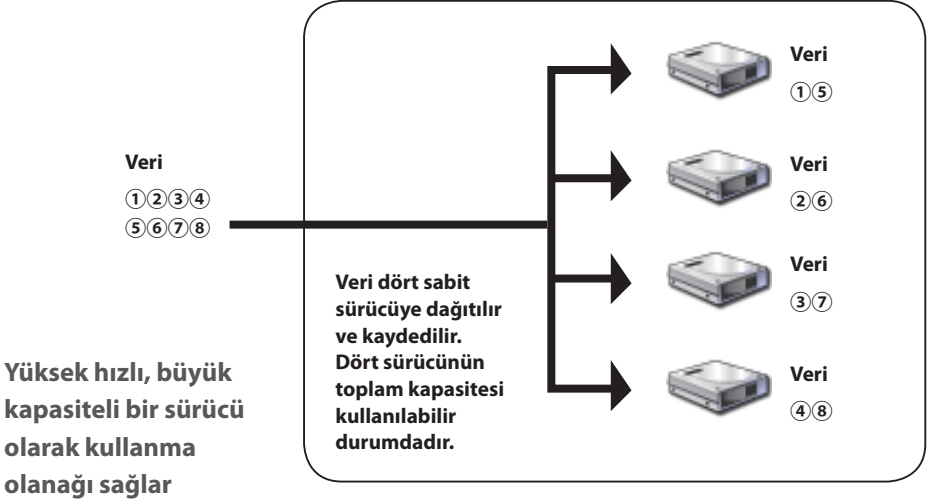 Veri
①②③④
⑤⑥⑦⑧
Yüksek hızlı, büyük
kapasiteli bir sürücü
olarak kullanma
olanağı sağlar
Veri dört sabit
sürücüye dağıtılır
ve kaydedilir.
Dört sürücünün
toplam kapasitesi
kullanılabilir
durumdadır.
Veri
①⑤
Veri
②⑥
Veri
③⑦
Veri
④⑧